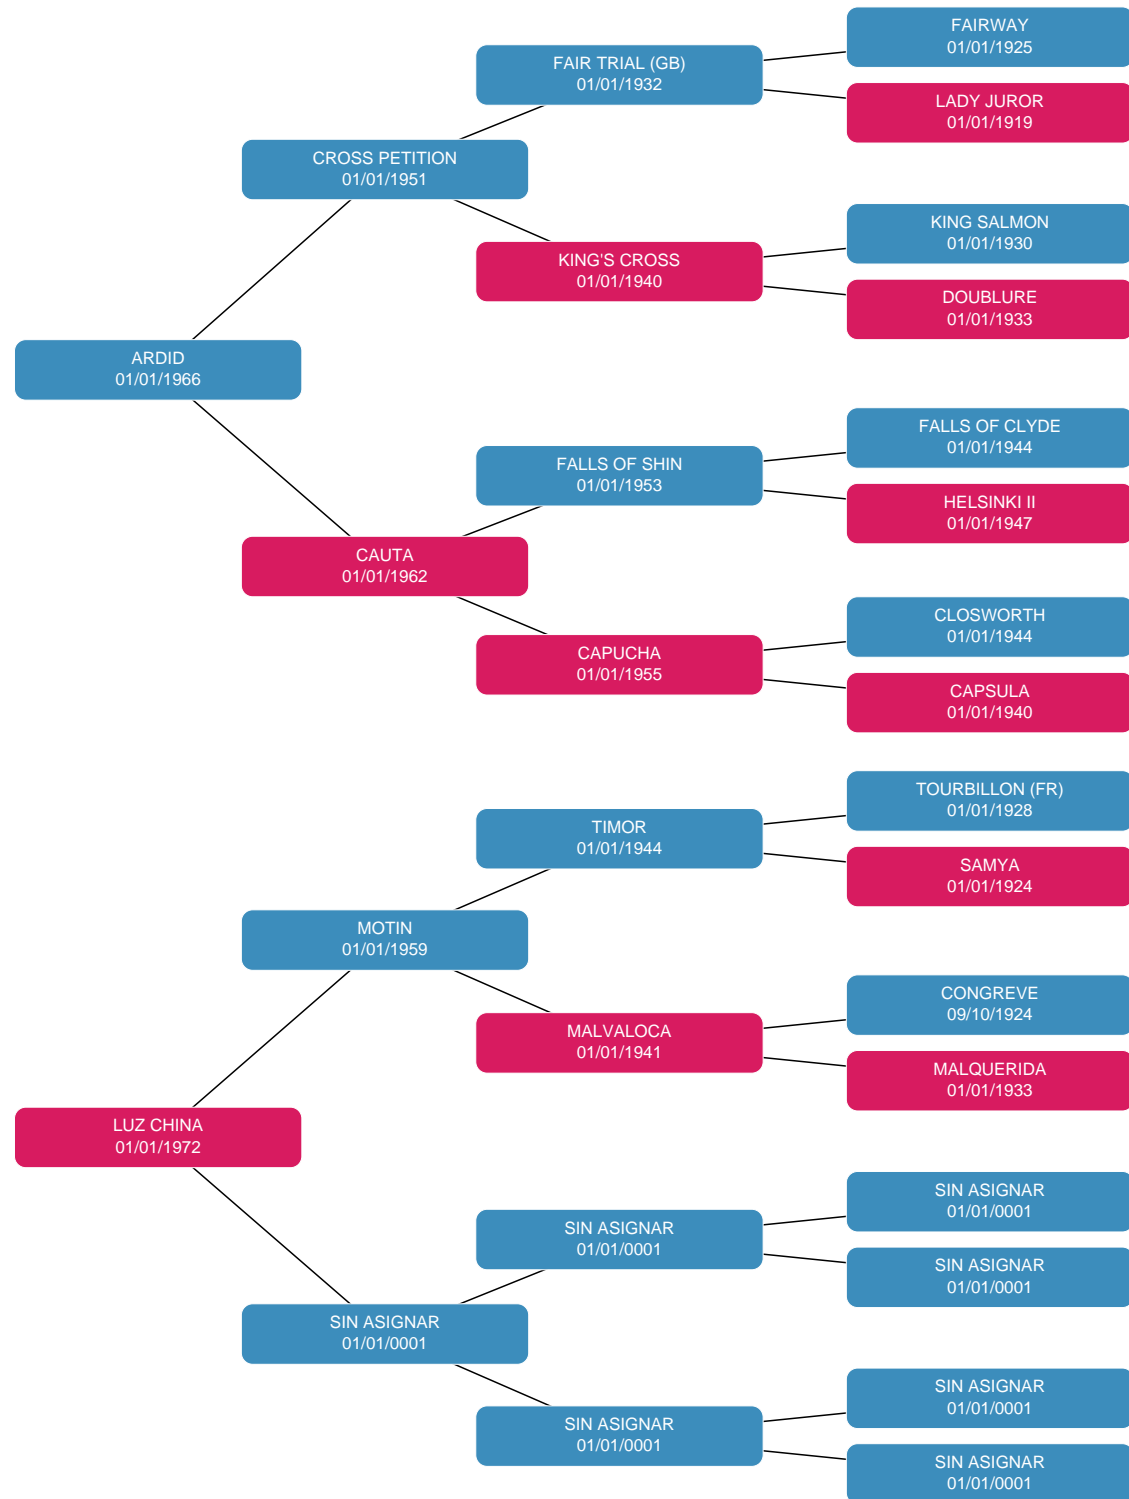 FAIRWAY
01/01/1925
FAIR TRIAL (GB)
01/01/1932
LADY JUROR
01/01/1919
CROSS PETITION
01/01/1951
KING SALMON
01/01/1930
KING'S CROSS
01/01/1940
DOUBLURE
01/01/1933
ARDID
01/01/1966
FALLS OF CLYDE
01/01/1944
FALLS OF SHIN
01/01/1953
HELSINKI II
01/01/1947
CAUTA
01/01/1962
CLOSWORTH
01/01/1944
CAPUCHA
01/01/1955
CAPSULA
01/01/1940
TOURBILLON (FR)
01/01/1928
TIMOR
01/01/1944
SAMYA
01/01/1924
MOTIN
01/01/1959
CONGREVE
09/10/1924
MALVALOCA
01/01/1941
MALQUERIDA
01/01/1933
LUZ CHINA
01/01/1972
SIN ASIGNAR
01/01/0001
SIN ASIGNAR
01/01/0001
SIN ASIGNAR
01/01/0001
SIN ASIGNAR
01/01/0001
SIN ASIGNAR
01/01/0001
SIN ASIGNAR
01/01/0001
SIN ASIGNAR
01/01/0001